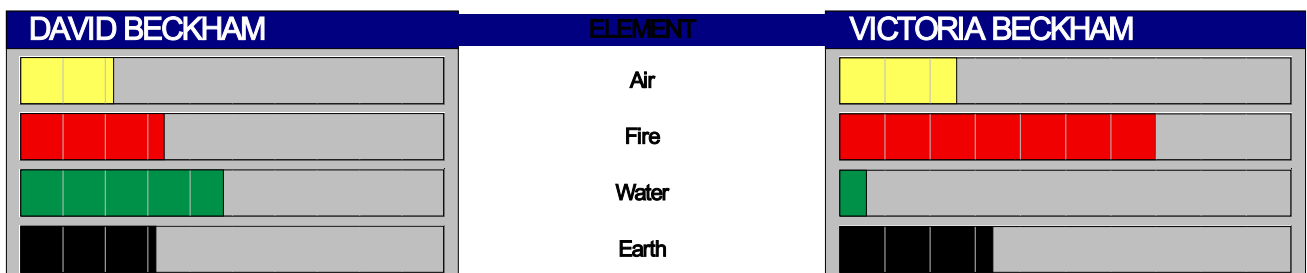 DAVID BECKHAM ELEMENT VICTORIA BECKHAM
Air
Fire
Water
Earth